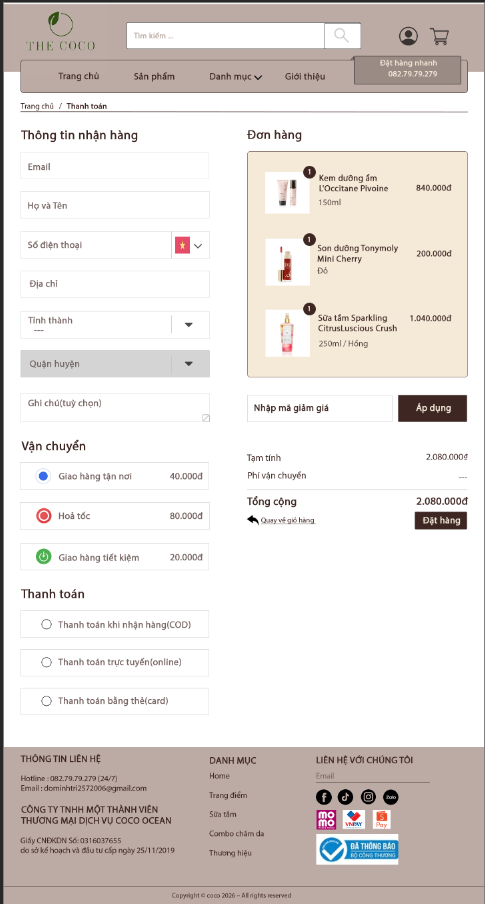 THE COCO
Tìm kiếm ...
Đặt hàng nhanh
082.79.79.279
Trang chủ
Sản phẩm
Danh mục
Giới thiệu
Trang chủ / Thanh toán
Thông tin nhận hàng
Email
Họ và Tên
Số điện thoại
Địa chỉ
Tỉnh thành
---
Quận huyện
Ghi chú(tuỳ chọn)
Vận chuyển
Giao hàng tận nơi 40.000đ
Hoả tốc 80.000đ
Giao hàng tiết kiệm 20.000đ
Thanh toán
Thanh toán khi nhận hàng(COD)
Thanh toán trực tuyến(online)
Thanh toán bằng thẻ(card)
Đơn hàng
1
Kem dưỡng ẩm
L'Occitane Pivoine 840.000đ
150ml
1
Son dưỡng Tonymoly
Mini Cherry 200.000đ
Đỏ
1
Sữa tắm Sparkling 1.040.000đ
CitrusLuscious Crush
250ml / Hồng
Nhập mã giảm giá
Áp dụng
Tạm tính 2.080.000₫
Phí vận chuyển ---
Tổng cộng 2.080.000đ
Quay về giỏ hàng
Đặt hàng
THÔNG TIN LIÊN HỆ
Hotline : 082.79.79.279 (24/7)
Email : dominhtri2572006@gmail.com
CÔNG TY TNHH MỘT THÀNH VIÊN
THƯƠNG MẠI DỊCH VỤ COCO OCEAN
Giấy CNĐKDN Số: 0316037655
do sở kế hoạch và đầu tư cấp ngày 25/11/2019
DANH MỤC
Home
Trang điểm
Sữa tắm
Combo chăm da
Thương hiệu
LIÊN HỆ VỚI CHÚNG TÔI
Email
Zalo
MOMO
VNPAY
Pay
ĐÃ THÔNG BÁO
BỘ CÔNG THƯƠNG
Copyright © coco 2026 – All rights reserved